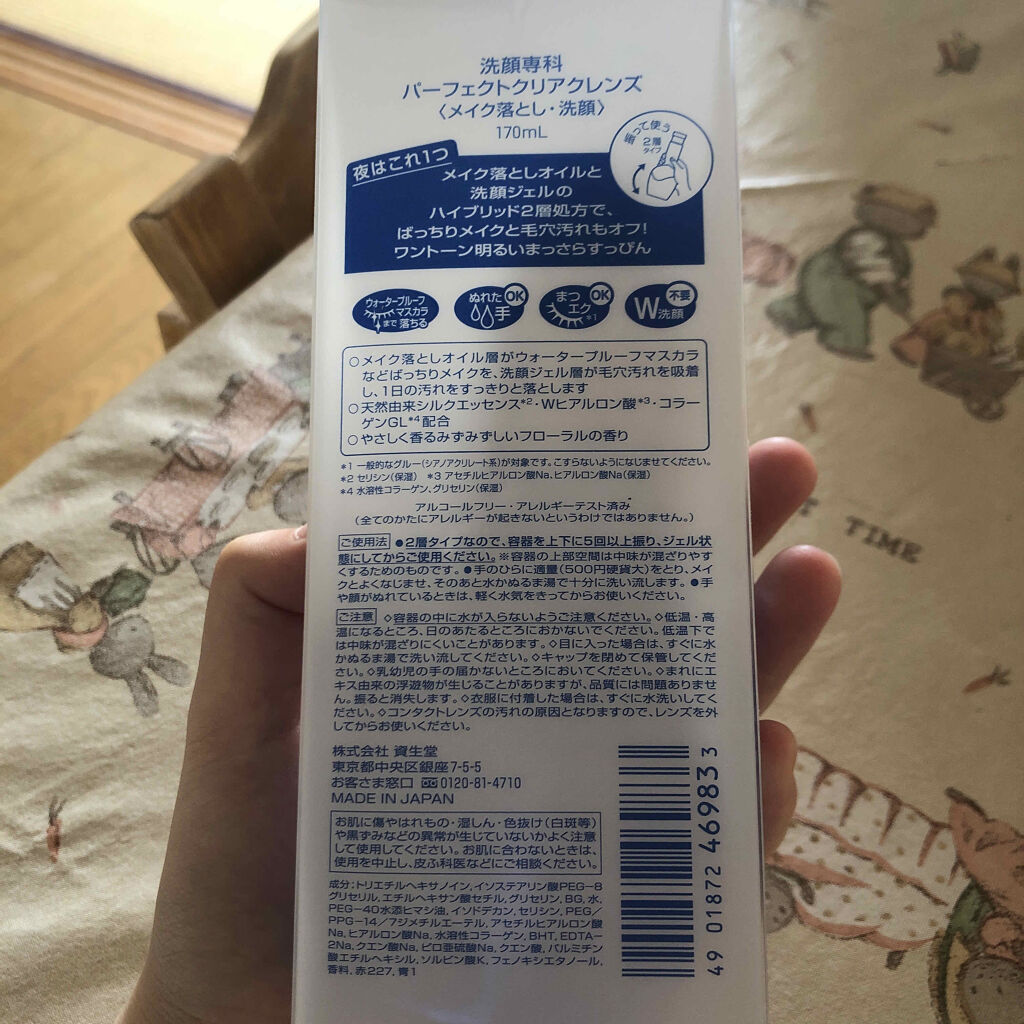 洗顔専科
パーフェクトクリアクレンズ
〈メイク落とし・洗顔〉
170mL
振って使う
2層
タイプ
夜はこれ1つ
メイク落としオイルと
洗顔ジェルの
ハイブリッド2層処方で、
ばっちりメイクと毛穴汚れもオフ!
ワントーン明るいまっさらすっぴん
ウォータープルーフ
マスカラ
まで落ちる
ぬれた
手
OK
まつ
エク*1
OK
W洗顔
不要
○メイク落としオイル層がウォータープルーフマスカラ
などばっちりメイクを、洗顔ジェル層が毛穴汚れを吸着
し、1日の汚れをすっきりと落とします
○天然由来シルクエッセンス*2・Wヒアルロン酸*3・コラー
ゲンGL*4配合
○やさしく香るみずみずしいフローラルの香り
*1 一般的なグルー(シアノアクリレート系)が対象です。こすらないようになじませてください。
*2 セリシン(保湿) *3 アセチルヒアルロン酸Na、ヒアルロン酸Na(保湿)
*4 水溶性コラーゲン、グリセリン(保湿)
アルコールフリー・アレルギーテスト済み
(全てのかたにアレルギーが起きないというわけではありません。)
ご使用法 ●2層タイプなので、容器を上下に5回以上振り、ジェル状
態にしてからご使用ください。※容器の上部空間は中味が混ざりやす
くするためのものです。●手のひらに適量(500円硬貨大)をとり、メイ
クとよくなじませ、そのあと水かぬるま湯で十分に洗い流します。●手
や顔がぬれているときは、軽く水気をきってからお使いください。
ご注意 ◇容器の中に水が入らないようご注意ください。◇低温・高
温になるところ、日のあたるところにおかないでください。低温下で
は中味が混ざりにくいことがあります。◇目に入った場合は、すぐに水
かぬるま湯で洗い流してください。◇キャップを閉めて保管してくだ
さい。◇乳幼児の手の届かないところにおいてください。◇まれにエ
キス由来の浮遊物が生じることがありますが、品質には問題ありませ
ん。振ると消失します。◇衣服に付着した場合は、すぐに水洗いしてく
ださい。◇コンタクトレンズの汚れの原因となりますので、レンズを外
してからお使いください。
株式会社 資生堂
東京都中央区銀座7-5-5
お客さま窓口 0120-81-4710
MADE IN JAPAN
お肌に傷やはれもの・湿しん・色抜け(白斑等)
や黒ずみなどの異常が生じていないかよく注意
して使用してください。お肌に合わないときは、
使用を中止し、皮ふ科医などにご相談ください。
成分:トリエチルヘキサノイン、イソステアリン酸PEG-8
グリセリル、エチルヘキサン酸セチル、グリセリン、BG、水、
PEG-40水添ヒマシ油、イソドデカン、セリシン、PEG/
PPG-14/7ジメチルエーテル、アセチルヒアルロン酸
Na、ヒアルロン酸Na、水溶性コラーゲン、BHT、EDTA-
2Na、クエン酸Na、ピロ亜硫酸Na、クエン酸、パルミチン
酸エチルヘキシル、ソルビン酸K、フェノキシエタノール、
香料、赤227、青1
49 01872 46983 3
TIME